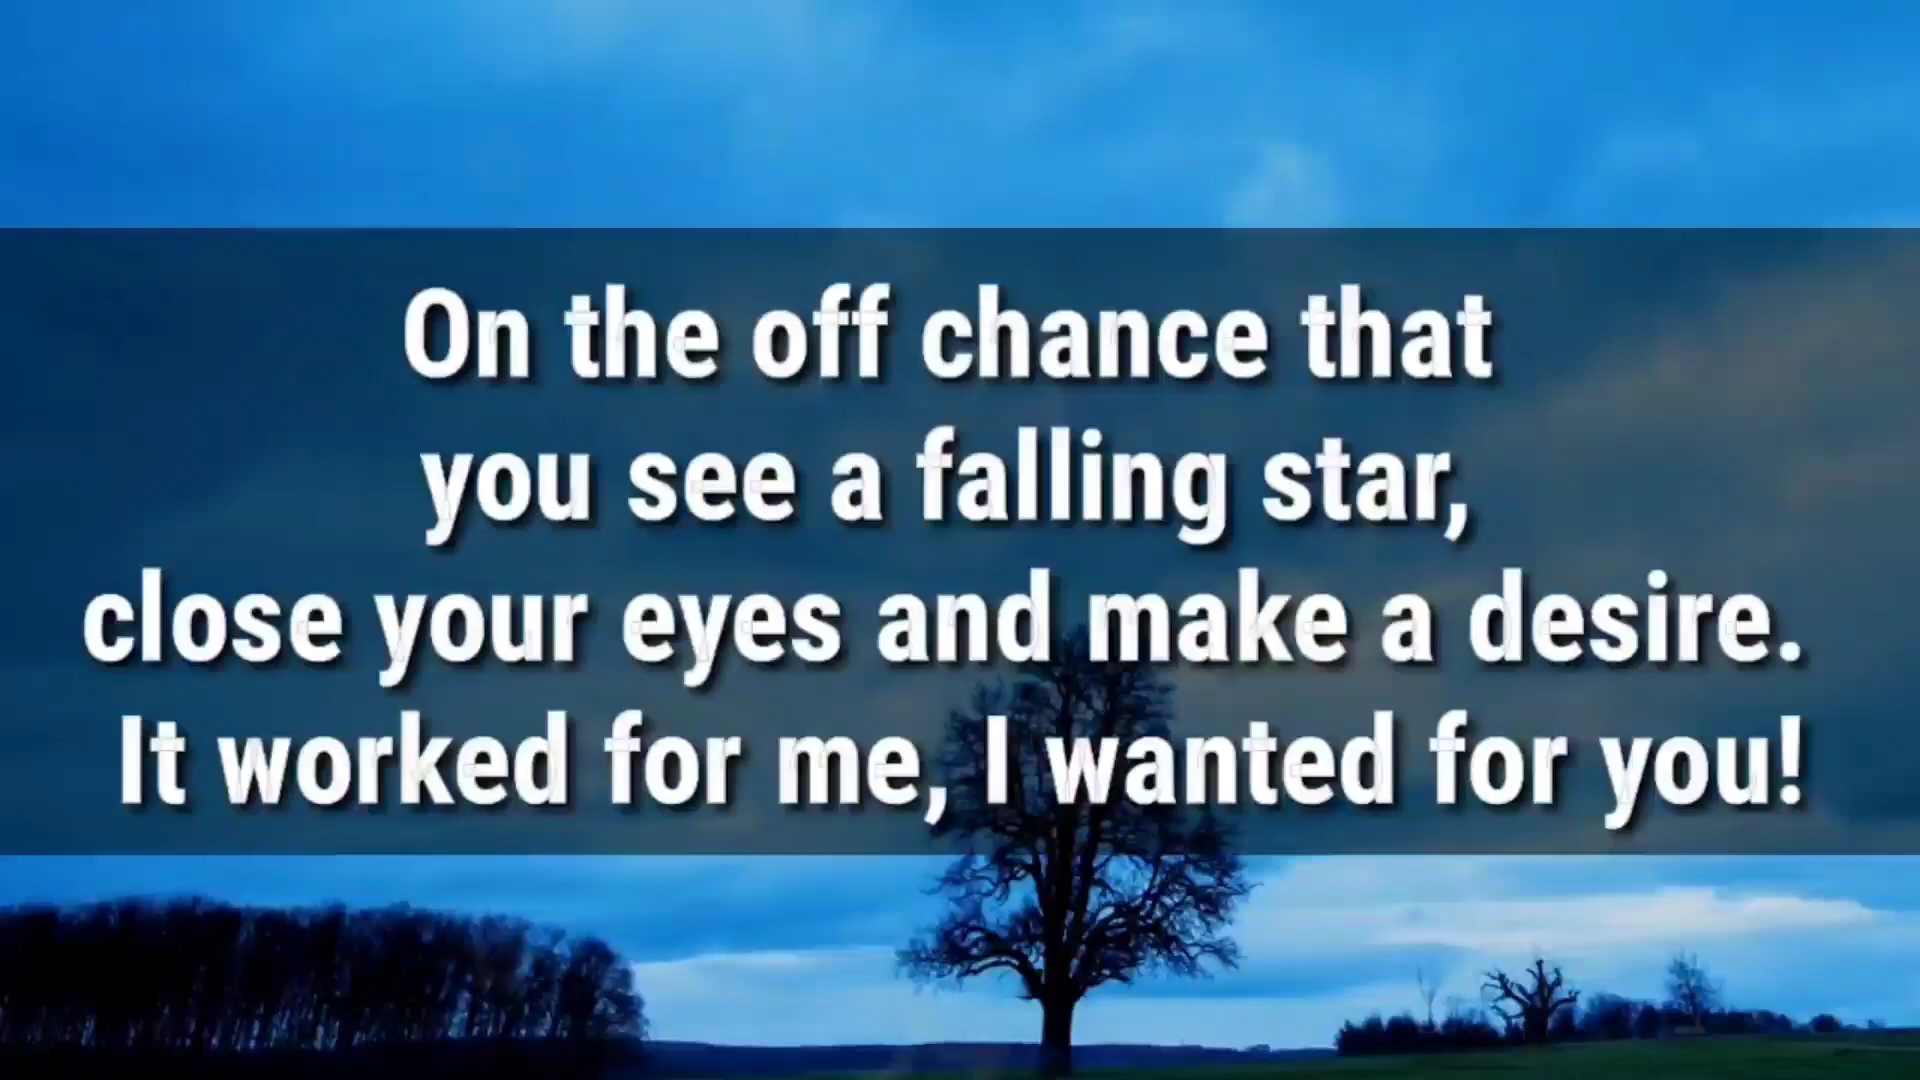 On the off chance that
you see a falling star,
close your eyes and make a desire.
It worked for me, I wanted for you!